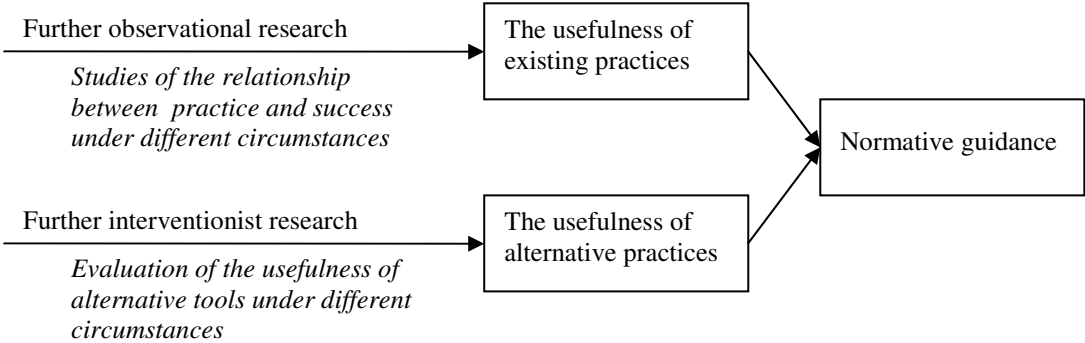 Further observational research
Studies of the relationship
between practice and success
under different circumstances
The usefulness of
existing practices
Normative guidance
Further interventionist research
Evaluation of the usefulness of
alternative tools under different
circumstances
The usefulness of
alternative practices